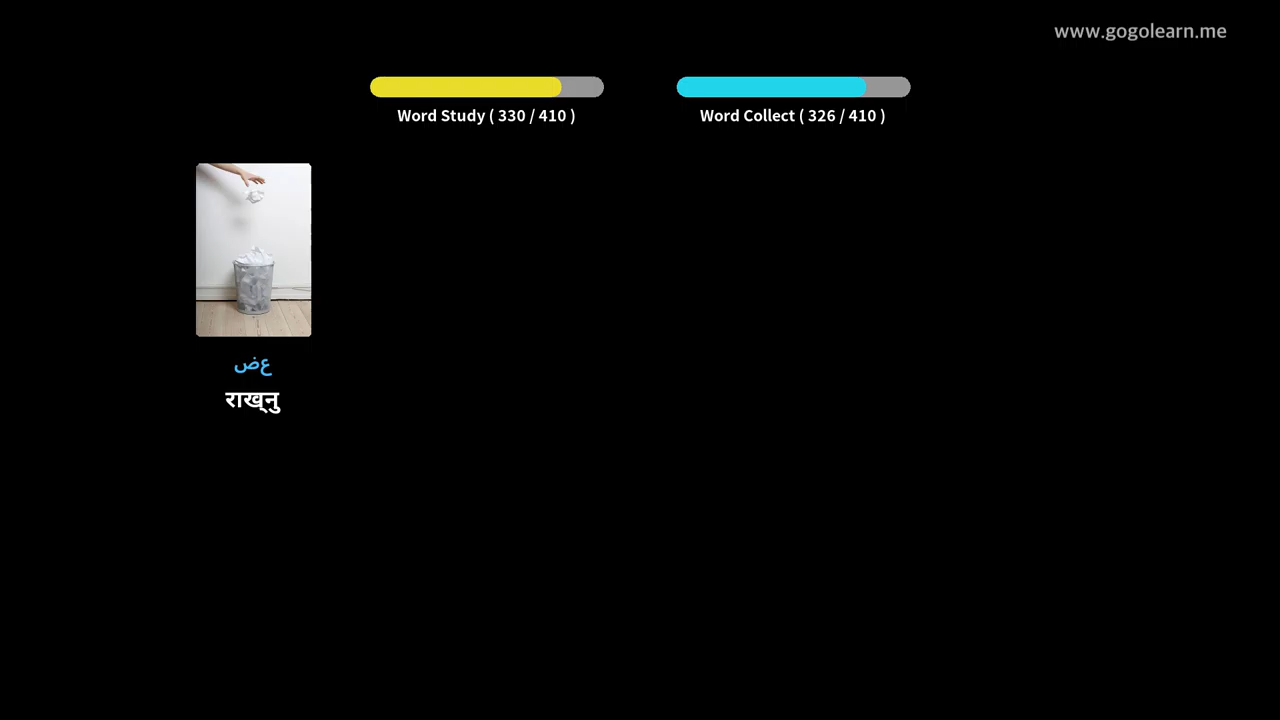 www.gogolearn.me
Word Study ( 330 / 410 )
Word Collect ( 326 / 410 )
عض
राख्नु